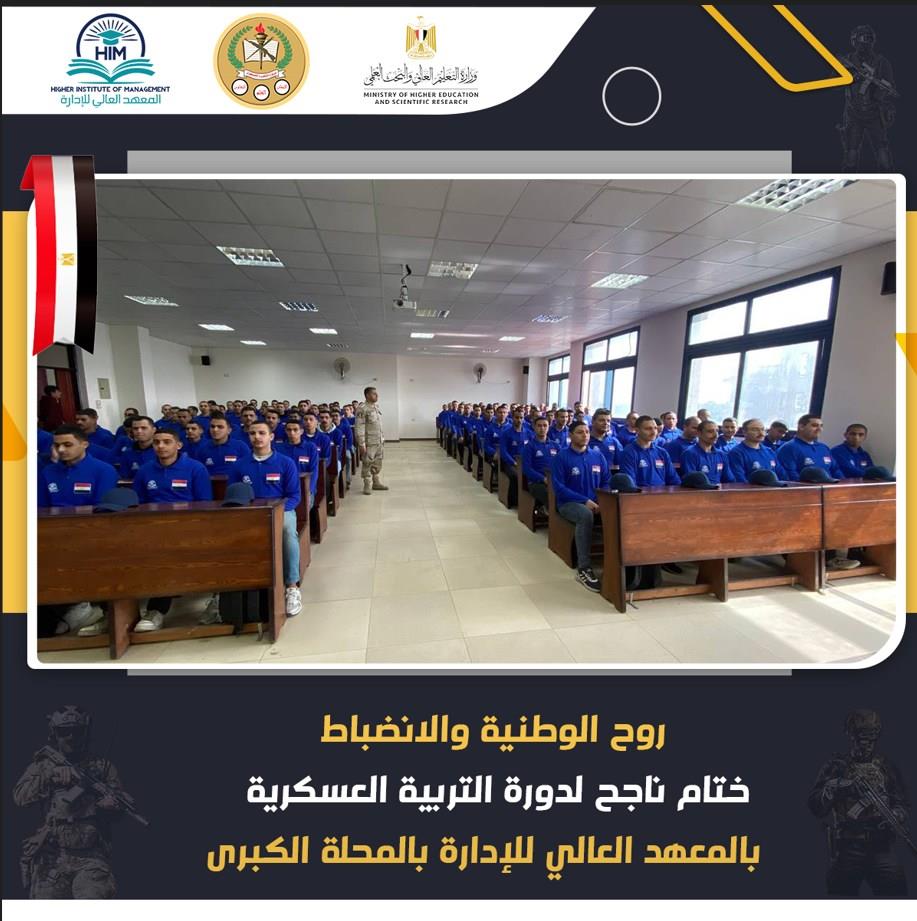 HIM
HIGHER INSTITUTE OF MANAGEMENT
المعهد العالي للإدارة
وزارة التعليم العالي والبحث العلمي
MINISTRY OF HIGHER EDUCATION
AND SCIENTIFIC RESEARCH
روح الوطنية والانضباط
ختام ناجح لدورة التربية العسكرية
بالمعهد العالي للإدارة بالمحلة الكبرى